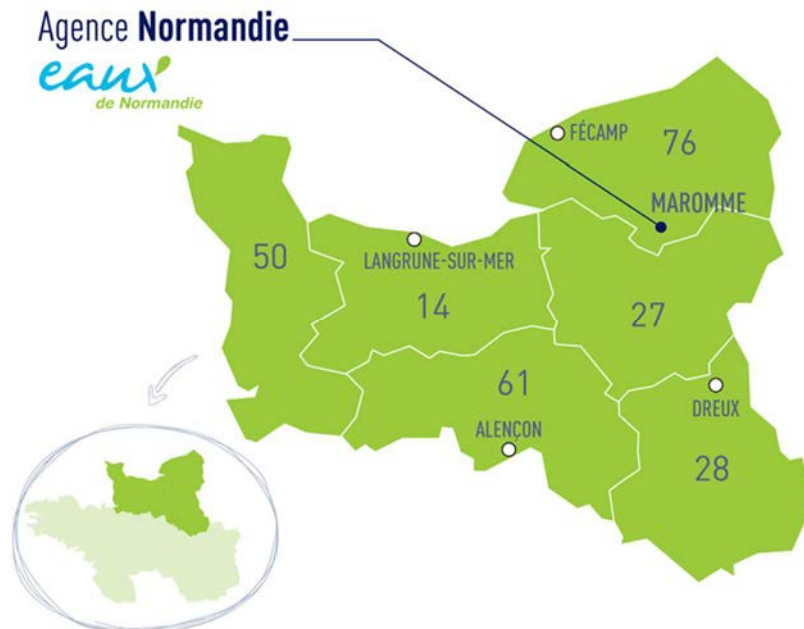 Agence Normandie
eaux
de Normandie
FÉCAMP
76
MAROMME
50
LANGRUNE-SUR-MER
14
27
61
DREUX
ALENÇON
28